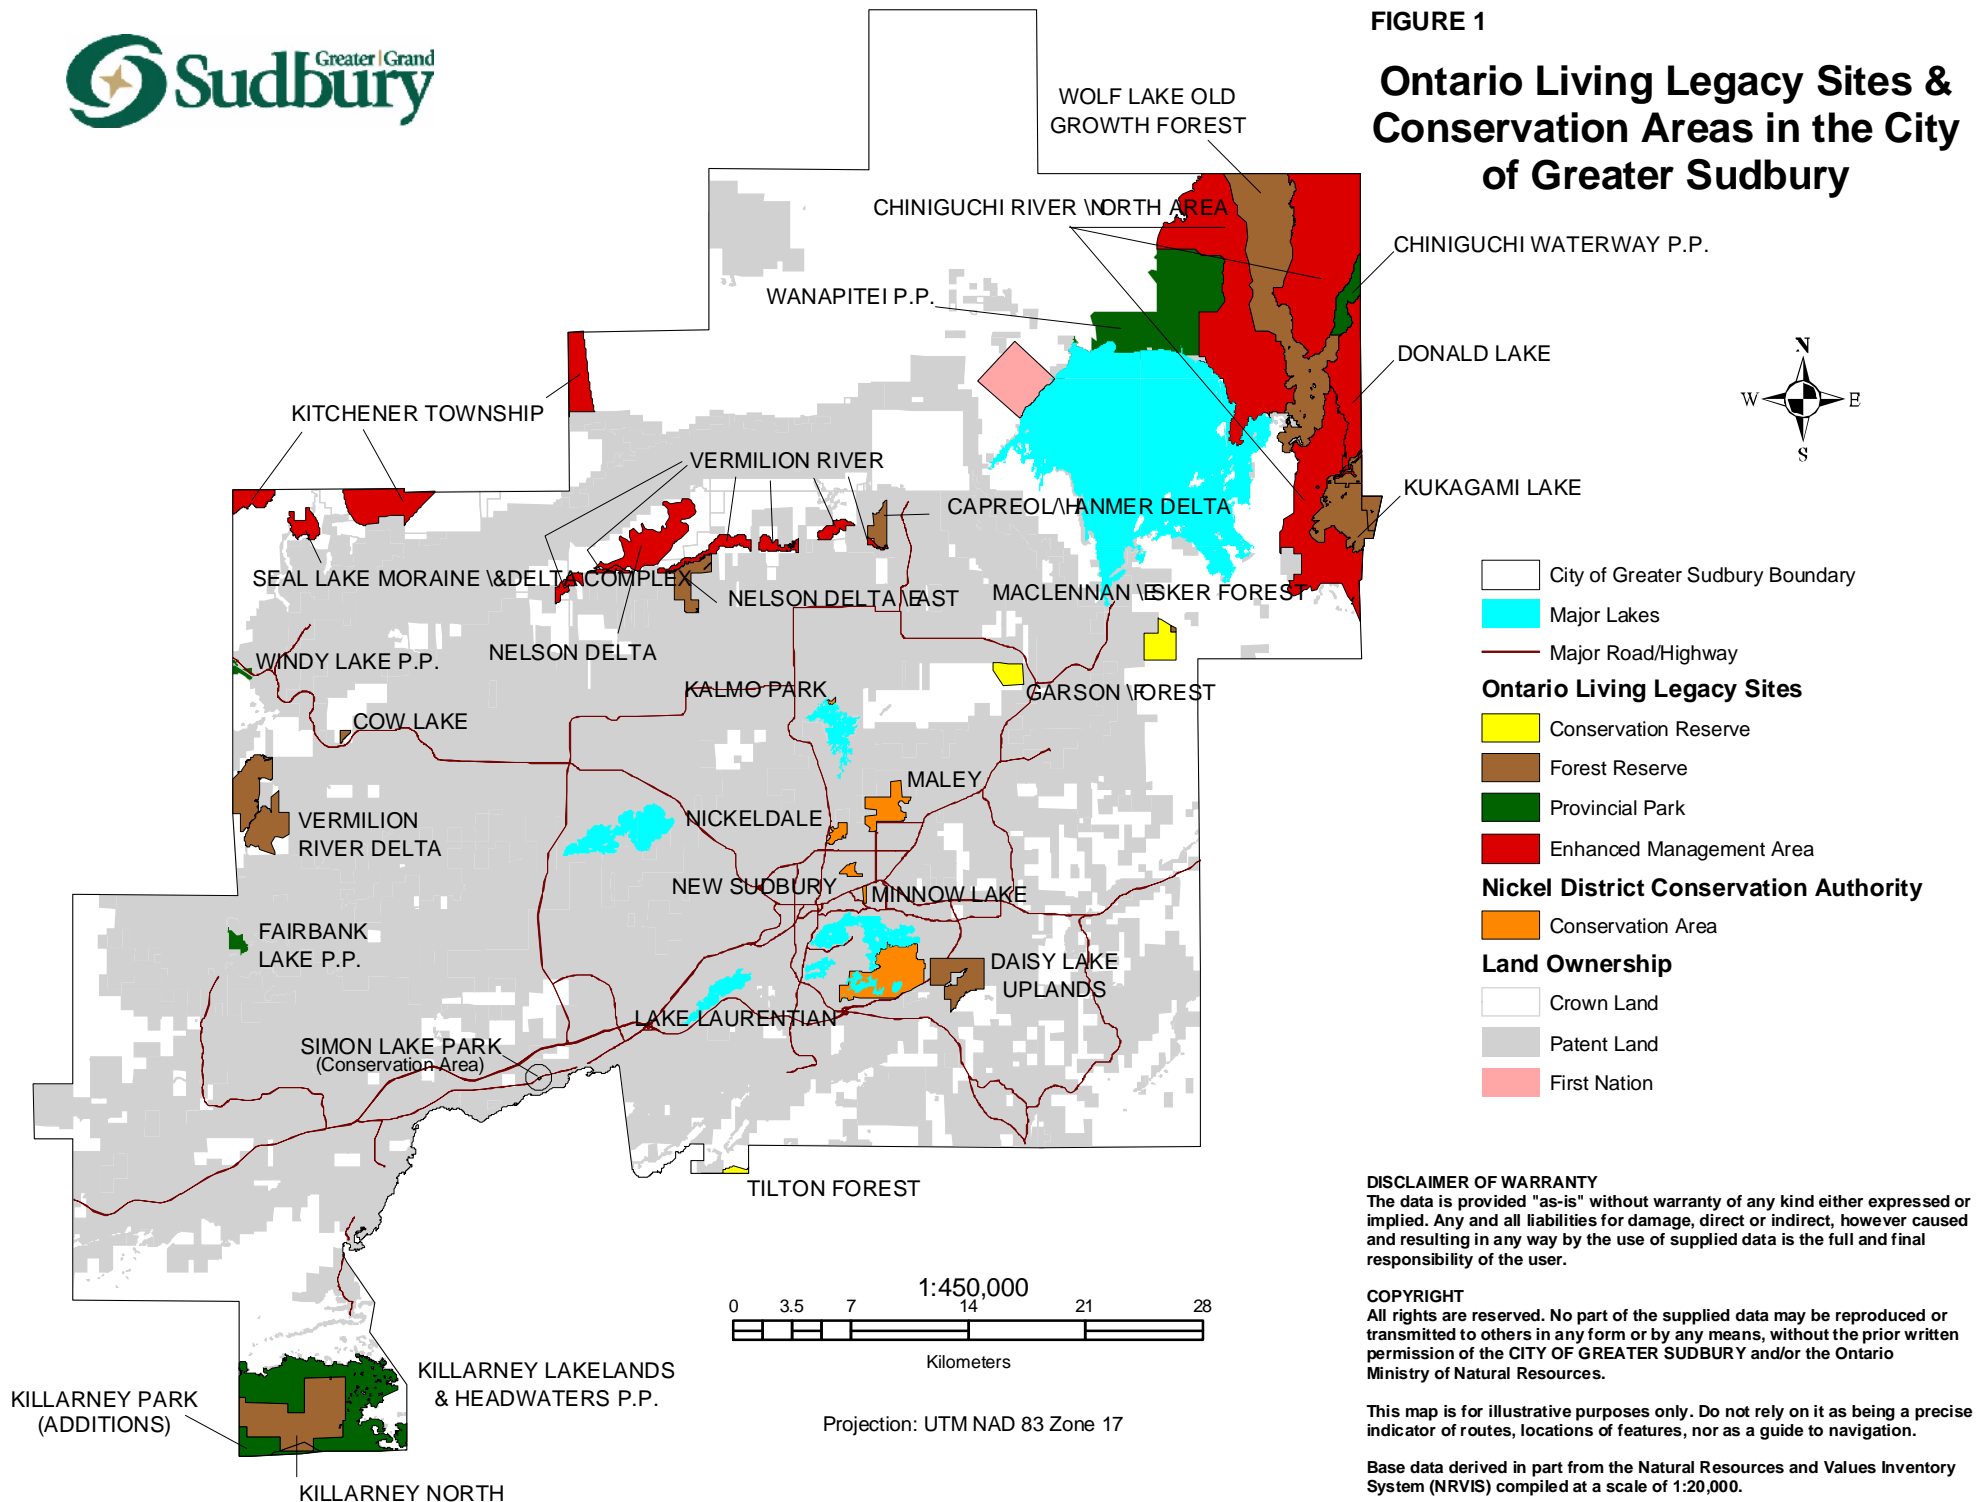 Greater|Grand
Sudbury
FIGURE 1
Ontario Living Legacy Sites &
Conservation Areas in the City
of Greater Sudbury
WOLF LAKE OLD
GROWTH FOREST
CHINIGUCHI RIVER \NORTH AREA
CHINIGUCHI WATERWAY P.P.
WANAPITEI P.P.
DONALD LAKE
N
W
E
S
KITCHENER TOWNSHIP
VERMILION RIVER
KUKAGAMI LAKE
CAPREOL/\HANMER DELTA
SEAL LAKE MORAINE \& DELTA COMPLEX
NELSON DELTA \EAST
MACLENNAN \ESKER FOREST
NELSON DELTA
WINDY LAKE P.P.
KALMO PARK
GARSON \FOREST
COW LAKE
MALEY
VERMILION
RIVER DELTA
NICKELDALE
NEW SUDBURY
MINNOW LAKE
FAIRBANK
LAKE P.P.
DAISY LAKE
UPLANDS
LAKE LAURENTIAN
SIMON LAKE PARK
(Conservation Area)
TILTON FOREST
KILLARNEY LAKELANDS
& HEADWATERS P.P.
KILLARNEY PARK
(ADDITIONS)
KILLARNEY NORTH
City of Greater Sudbury Boundary
Major Lakes
Major Road/Highway
Ontario Living Legacy Sites
Conservation Reserve
Forest Reserve
Provincial Park
Enhanced Management Area
Nickel District Conservation Authority
Conservation Area
Land Ownership
Crown Land
Patent Land
First Nation
1:450,000
0 3.5 7 14 21 28
Kilometers
Projection: UTM NAD 83 Zone 17
DISCLAIMER OF WARRANTY
The data is provided "as-is" without warranty of any kind either expressed or
implied. Any and all liabilities for damage, direct or indirect, however caused
and resulting in any way by the use of supplied data is the full and final
responsibility of the user.
COPYRIGHT
All rights are reserved. No part of the supplied data may be reproduced or
transmitted to others in any form or by any means, without the prior written
permission of the CITY OF GREATER SUDBURY and/or the Ontario
Ministry of Natural Resources.
This map is for illustrative purposes only. Do not rely on it as being a precise
indicator of routes, locations of features, nor as a guide to navigation.
Base data derived in part from the Natural Resources and Values Inventory
System (NRVIS) compiled at a scale of 1:20,000.